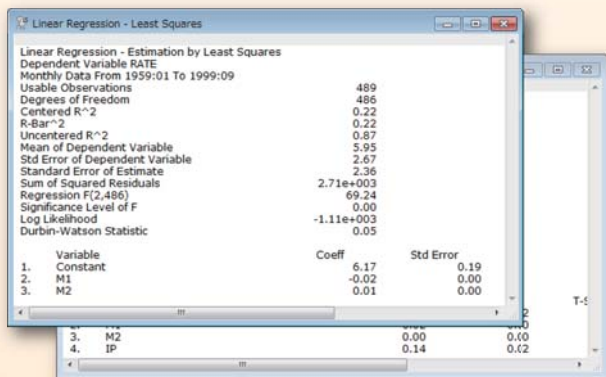 Linear Regression - Least Squares
Linear Regression - Estimation by Least Squares
Dependent Variable RATE
Monthly Data From 1959:01 To 1999:09
Usable Observations 489
Degrees of Freedom 486
Centered R^2 0.22
R-Bar^2 0.22
Uncentered R^2 0.87
Mean of Dependent Variable 5.95
Std Error of Dependent Variable 2.67
Standard Error of Estimate 2.36
Sum of Squared Residuals 2.71e+003
Regression F(2,486) 69.24
Significance Level of F 0.00
Log Likelihood -1.11e+003
Durbin-Watson Statistic 0.05
Variable Coeff Std Error
1. Constant 6.17 0.19
2. M1 -0.02 0.00
3. M2 0.01 0.00
3. M2 0.00 0.00
4. IP 0.14 0.02